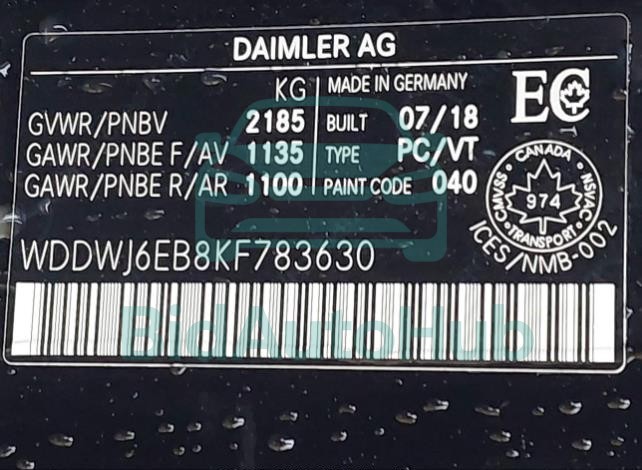 DAIMLER AG
KG MADE IN GERMANY
GVWR/PNBV 2185 BUILT 07/18
GAWR/PNBE F/AV 1135 TYPE PC/VT
GAWR/PNBE R/AR 1100 PAINT CODE 040
EC
CANADA
CMVSS NSVAC
974
TRANSPORT
ICES/NMB-002
WDDWJ6EB8KF783630
BidAutoHub